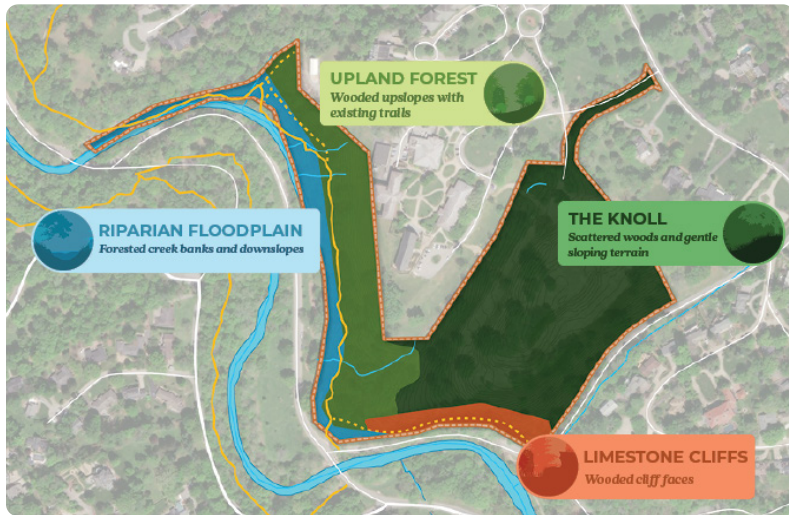 UPLAND FOREST
Wooded upslopes with
existing trails
THE KNOLL
Scattered woods and gentle
sloping terrain
RIPARIAN FLOODPLAIN
Forested creek banks and downslopes
LIMESTONE CLIFFS
Wooded cliff faces